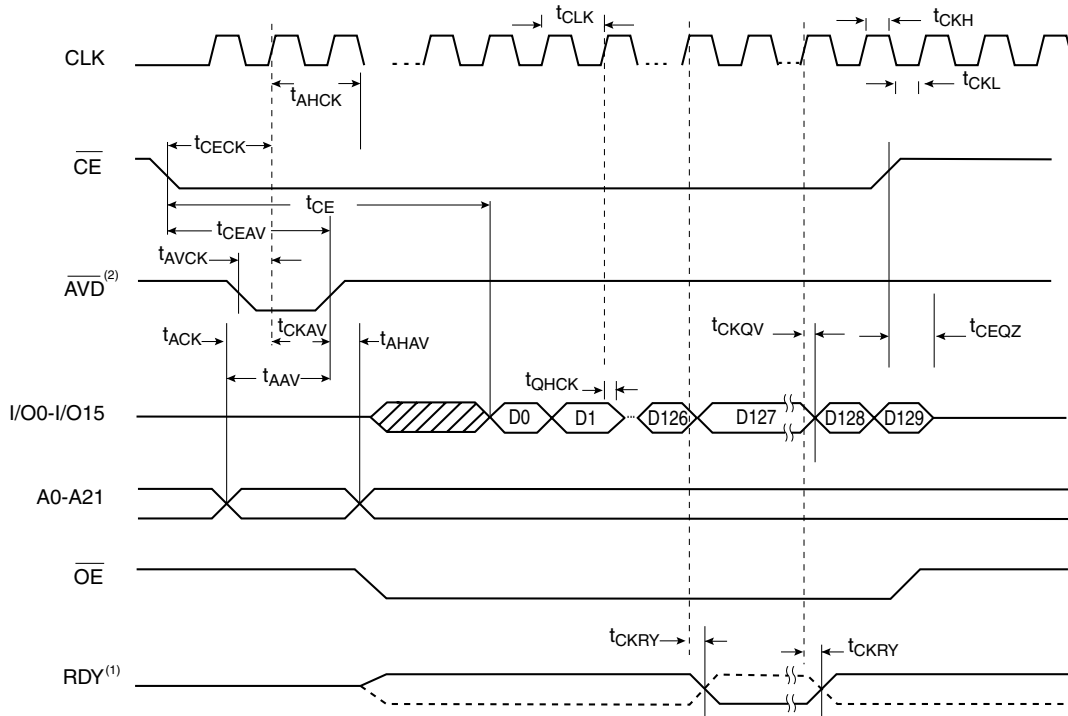 tCLK
tCKH
CLK
tAHCK
tCKL
tCECK
CE
tCE
tCEAV
tAVCK
AVD(2)
tACK
tCKAV
tAHAV
tCKQV
tCEQZ
tAAV
tQHCK
I/O0-I/O15
D0
D1
D126
D127
D128
D129
A0-A21
OE
tCKRY
tCKRY
RDY(1)